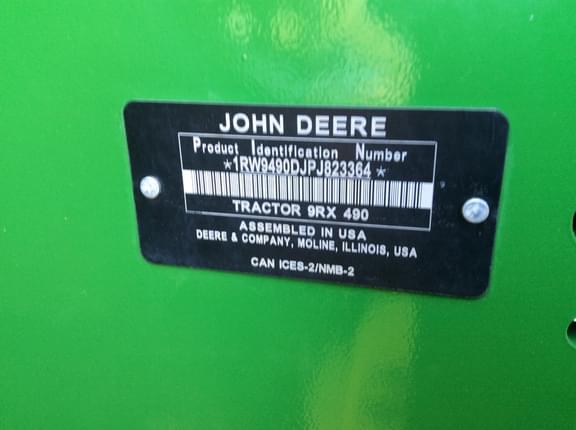 JOHN DEERE
Product Identification Number
*1RW9490DJPJ823364*
TRACTOR 9RX 490
ASSEMBLED IN USA
DEERE & COMPANY, MOLINE, ILLINOIS, USA
CAN ICES-2/NMB-2